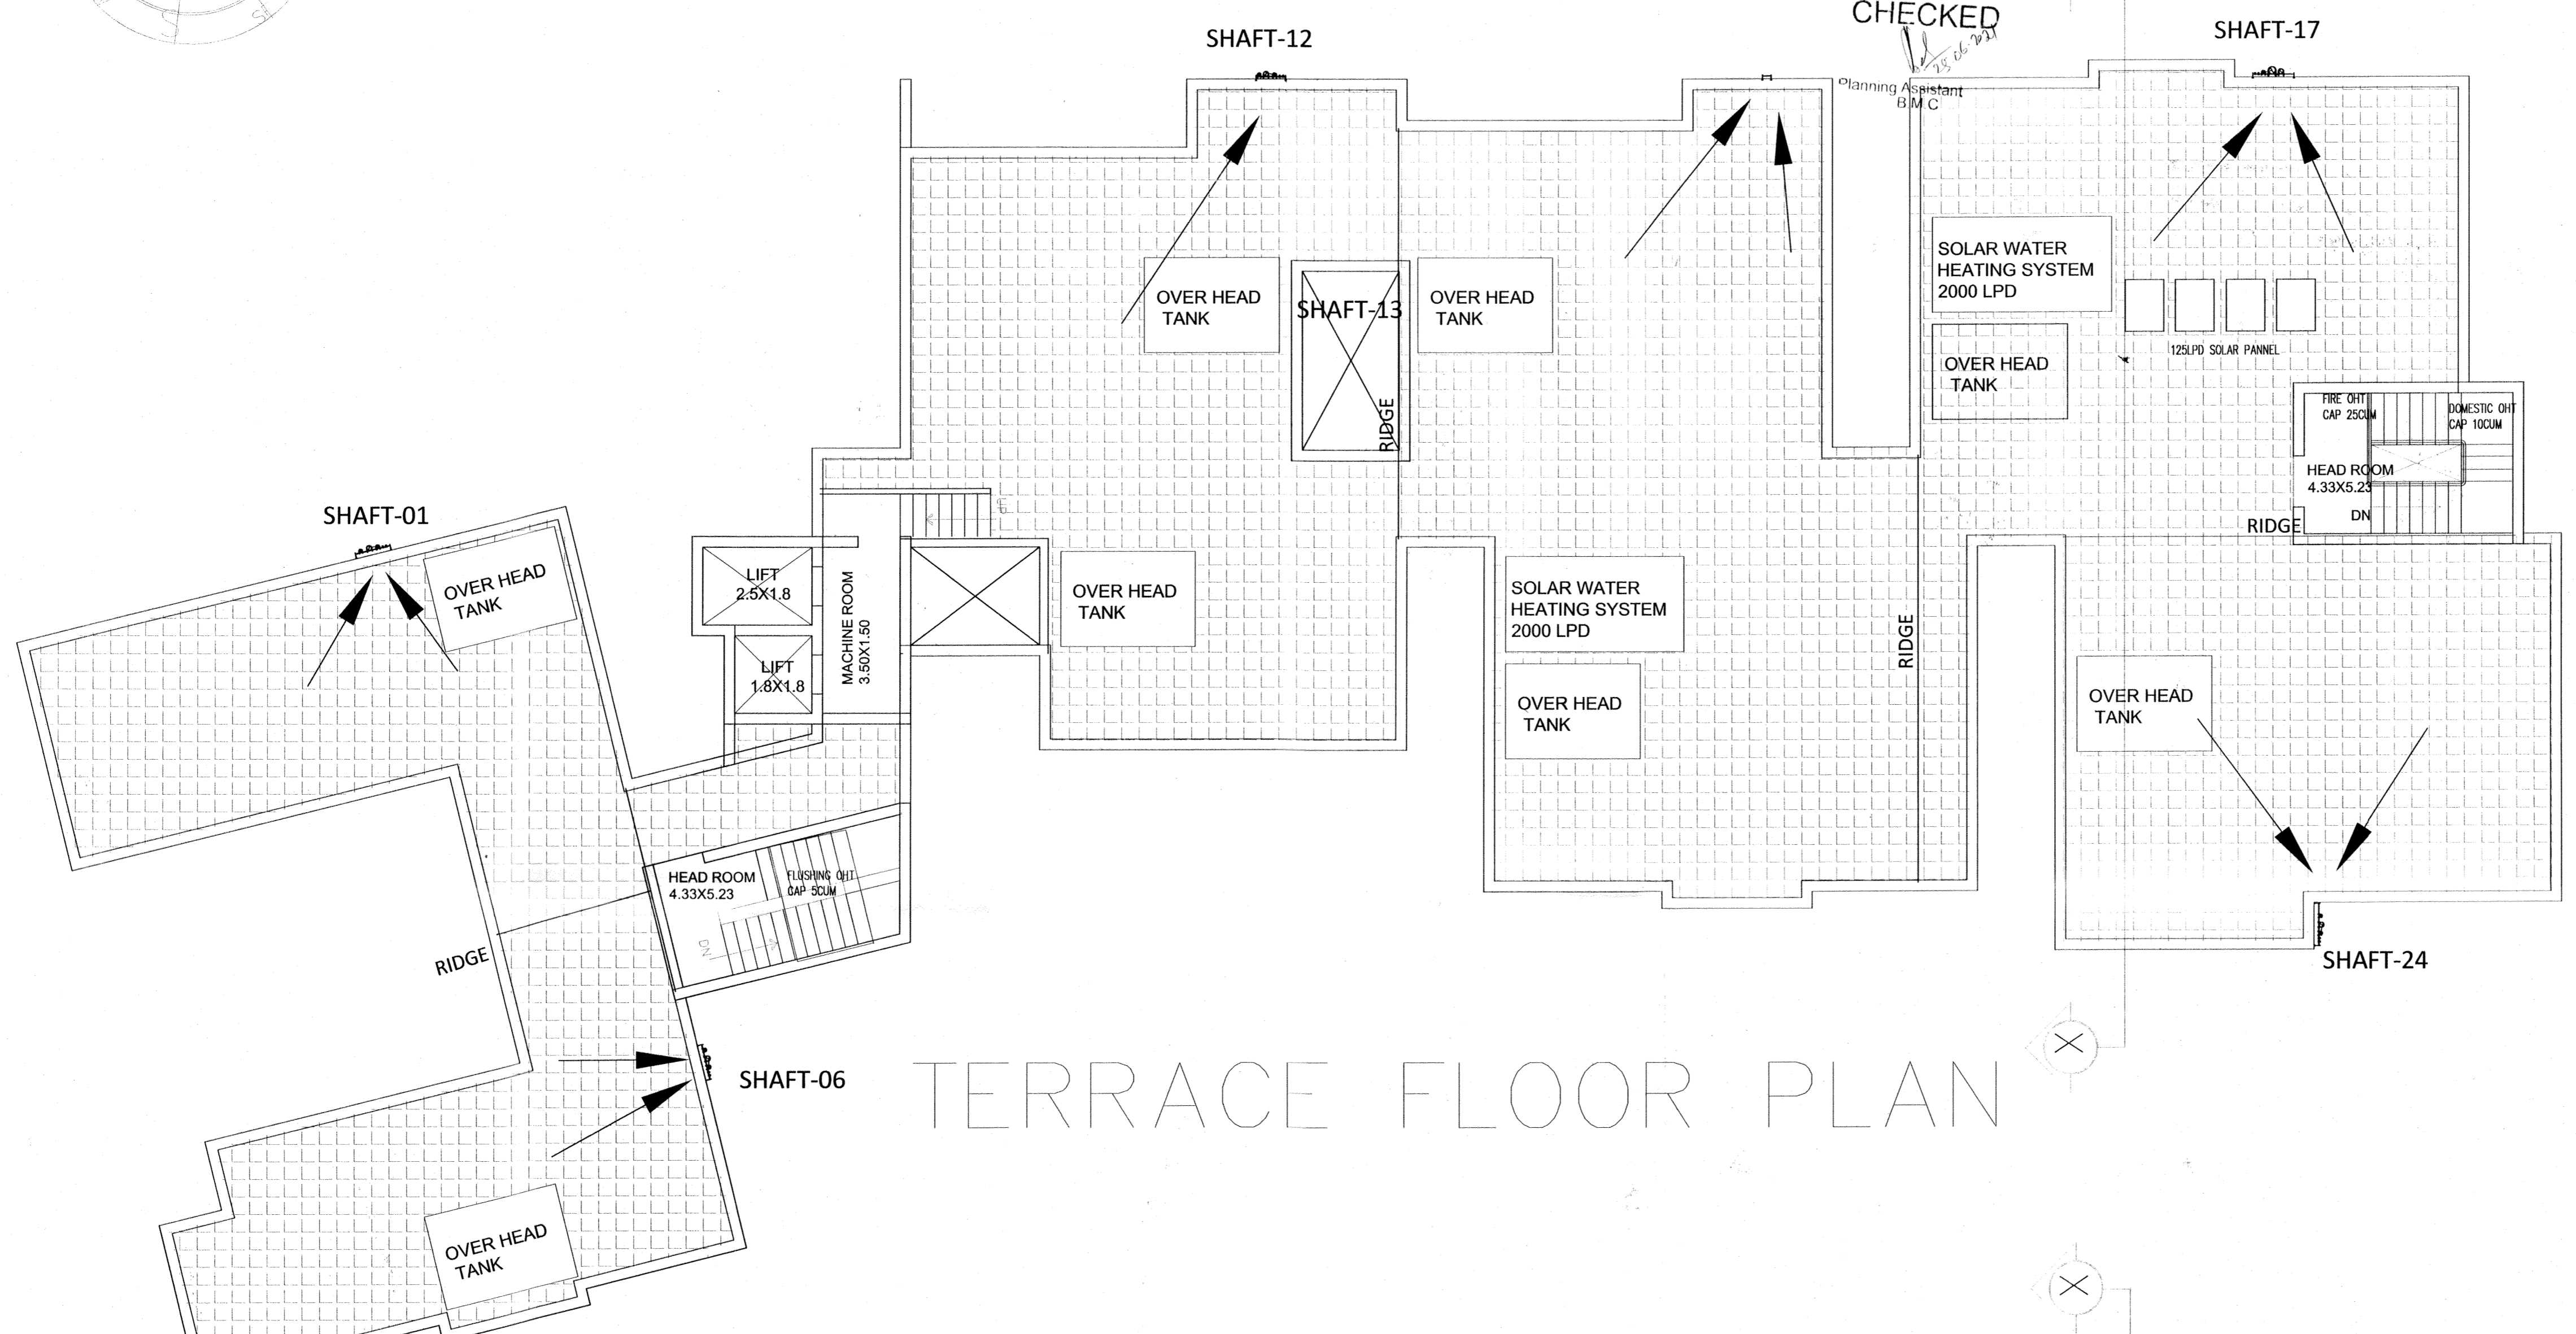 CHECKED
25.06.2021
Planning Assistant
B.M.C
SHAFT-12
SHAFT-17
SOLAR WATER
HEATING SYSTEM
2000 LPD
OVER HEAD
TANK
SHAFT-13
OVER HEAD
TANK
125LPD SOLAR PANNEL
OVER HEAD
TANK
RIDGE
FIRE OHT
CAP 25CUM
DOMESTIC OHT
CAP 10CUM
HEAD ROOM
4.33X5.23
DN
RIDGE
SHAFT-01
UP
OVER HEAD
TANK
LIFT
2.5X1.8
LIFT
1.8X1.8
MACHINE ROOM
3.50X1.50
OVER HEAD
TANK
SOLAR WATER
HEATING SYSTEM
2000 LPD
OVER HEAD
TANK
RIDGE
OVER HEAD
TANK
HEAD ROOM
4.33X5.23
FLUSHING OHT
CAP 5CUM
DN
RIDGE
SHAFT-24
SHAFT-06
TERRACE FLOOR PLAN
OVER HEAD
TANK